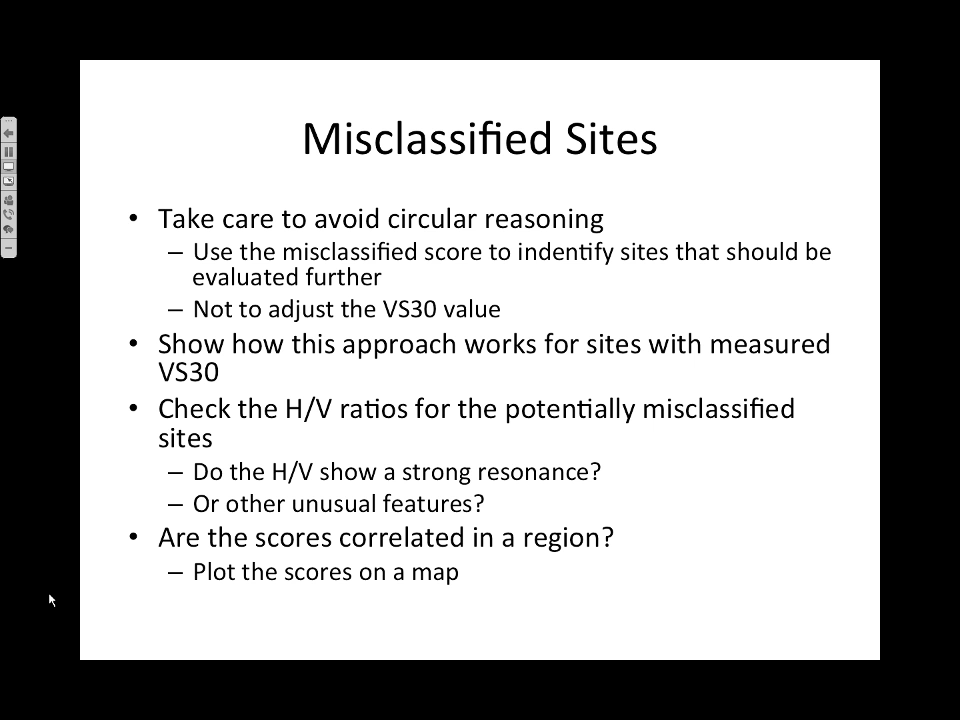 Misclassified Sites
• Take care to avoid circular reasoning
– Use the misclassified score to indentify sites that should be
evaluated further
– Not to adjust the VS30 value
• Show how this approach works for sites with measured
VS30
• Check the H/V ratios for the potentially misclassified
sites
– Do the H/V show a strong resonance?
– Or other unusual features?
• Are the scores correlated in a region?
– Plot the scores on a map